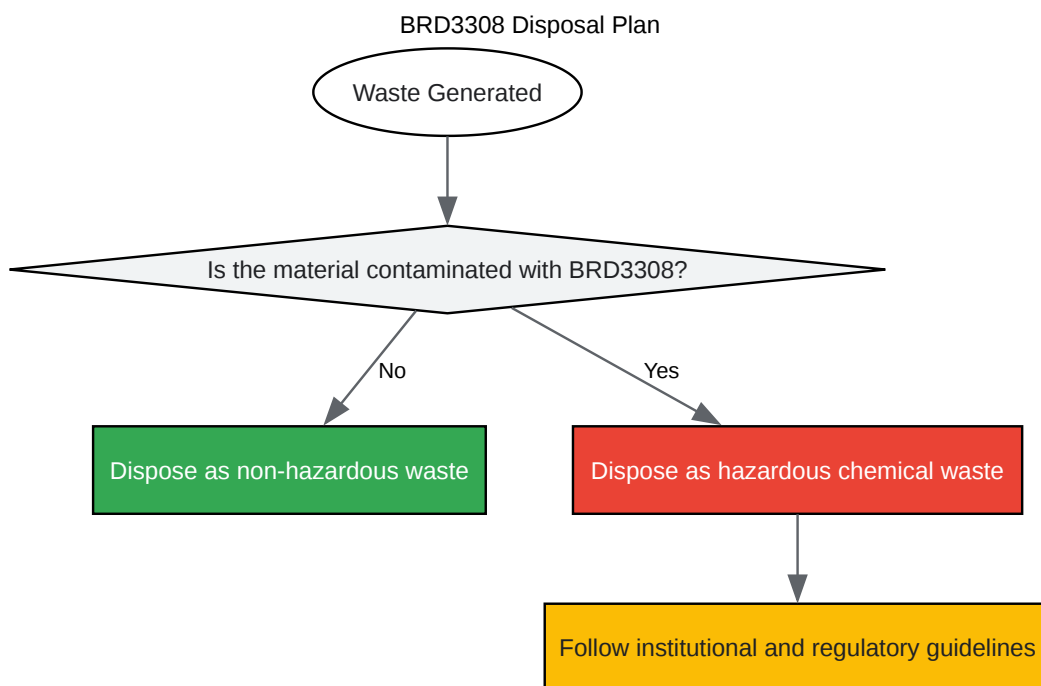 BRD3308 Disposal Plan
Waste Generated
Is the material contaminated with BRD3308?
No
Yes
Dispose as non-hazardous waste
Dispose as hazardous chemical waste
Follow institutional and regulatory guidelines